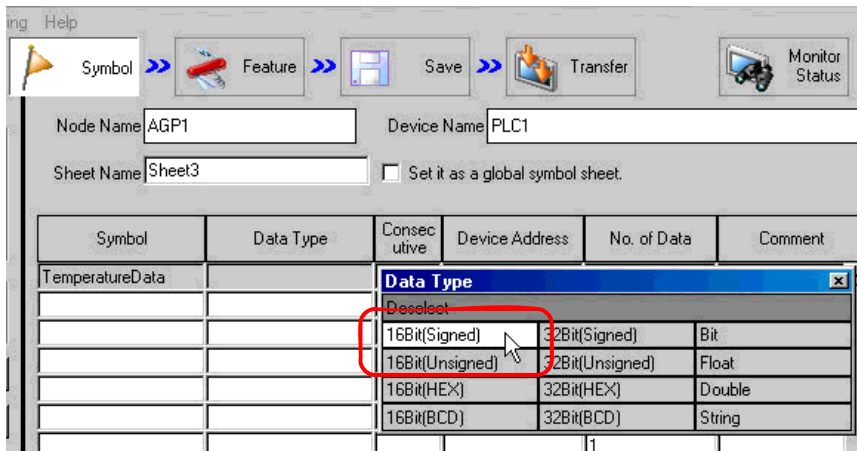 ing Help
Symbol Feature Save Transfer Monitor Status
Node Name AGP1 Device Name PLC1
Sheet Name Sheet3 Set it as a global symbol sheet.
Symbol Data Type Consecutive Device Address No. of Data Comment
TemperatureData
Data Type
Deselect
16Bit(Signed) 32Bit(Signed) Bit
16Bit(Unsigned) 32Bit(Unsigned) Float
16Bit(HEX) 32Bit(HEX) Double
16Bit(BCD) 32Bit(BCD) String
1